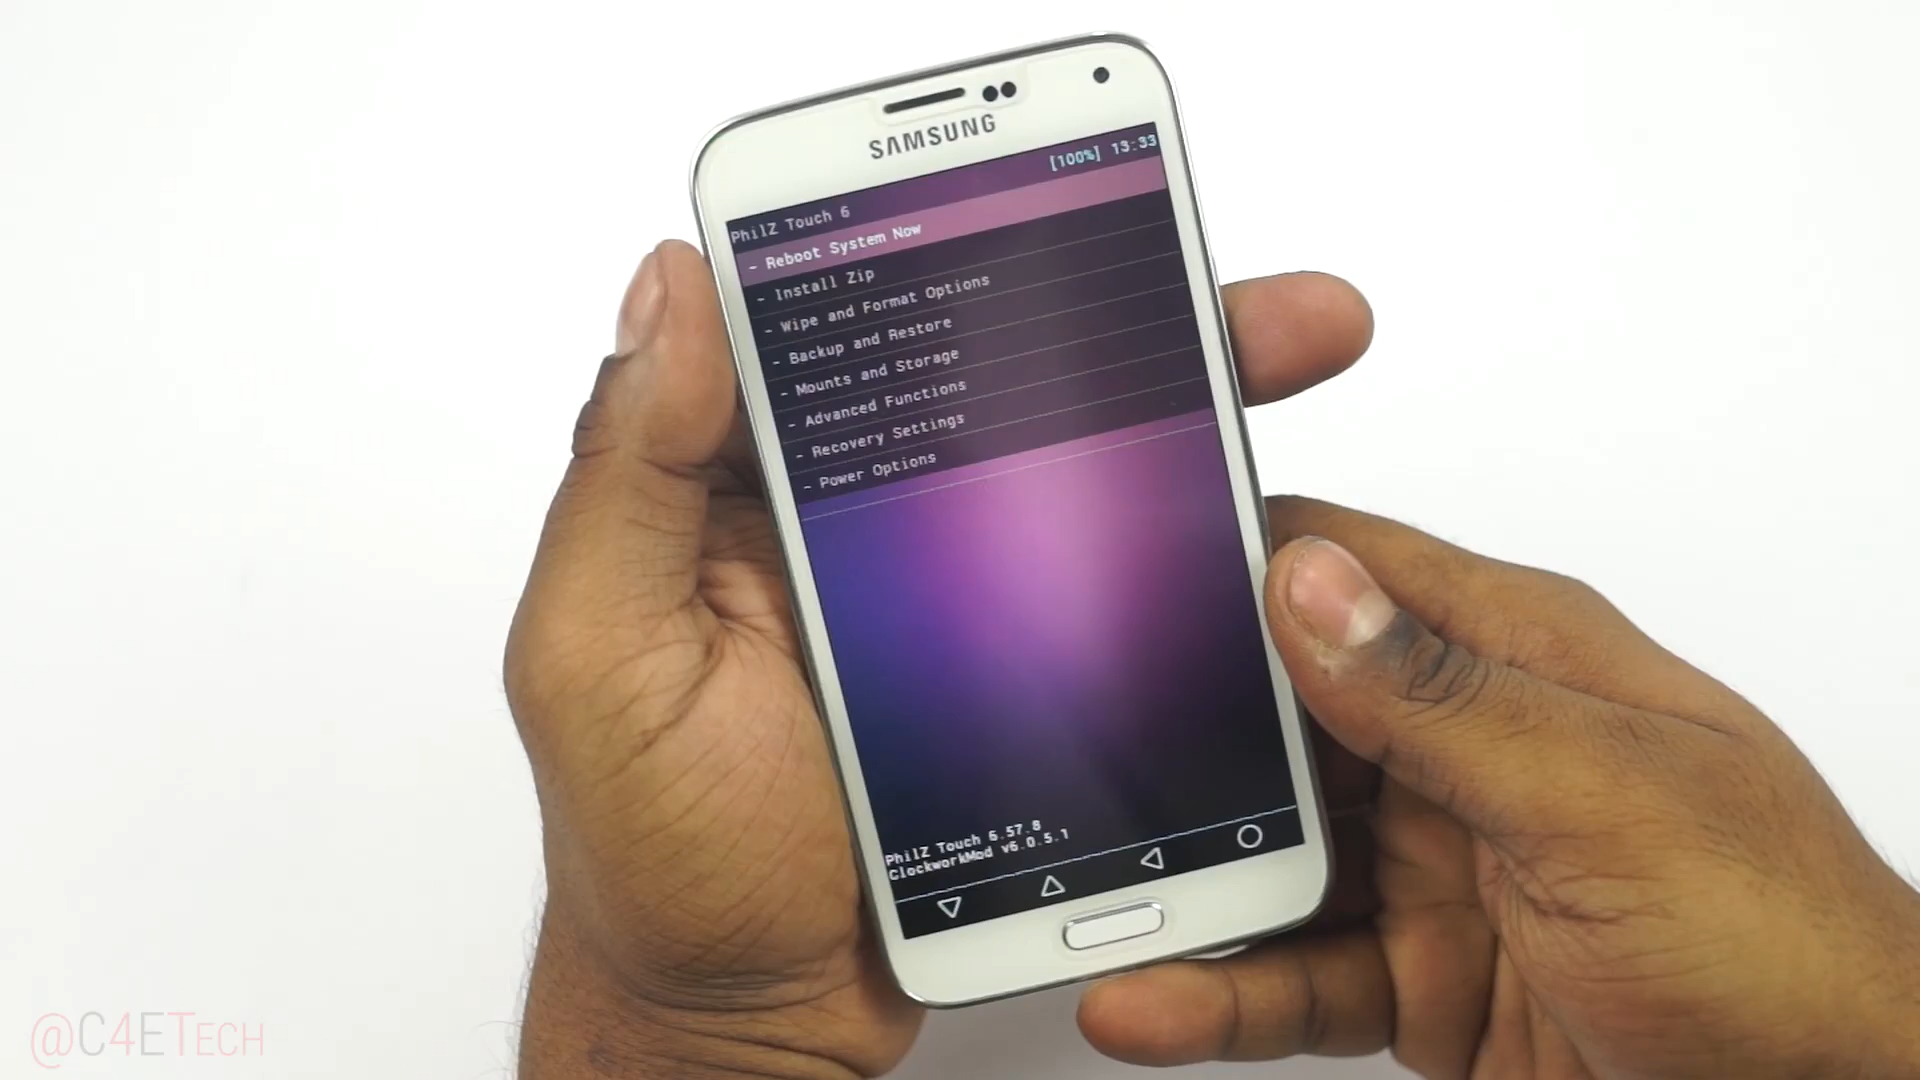 SAMSUNG
[100%] 13:33
PhilZ Touch 6
- Reboot System Now
- Install Zip
- Wipe and Format Options
- Backup and Restore
- Mounts and Storage
- Advanced Functions
- Recovery Settings
- Power Options
PhilZ Touch 6.57.8
ClockworkMod v6.0.5.1
@C4ETech